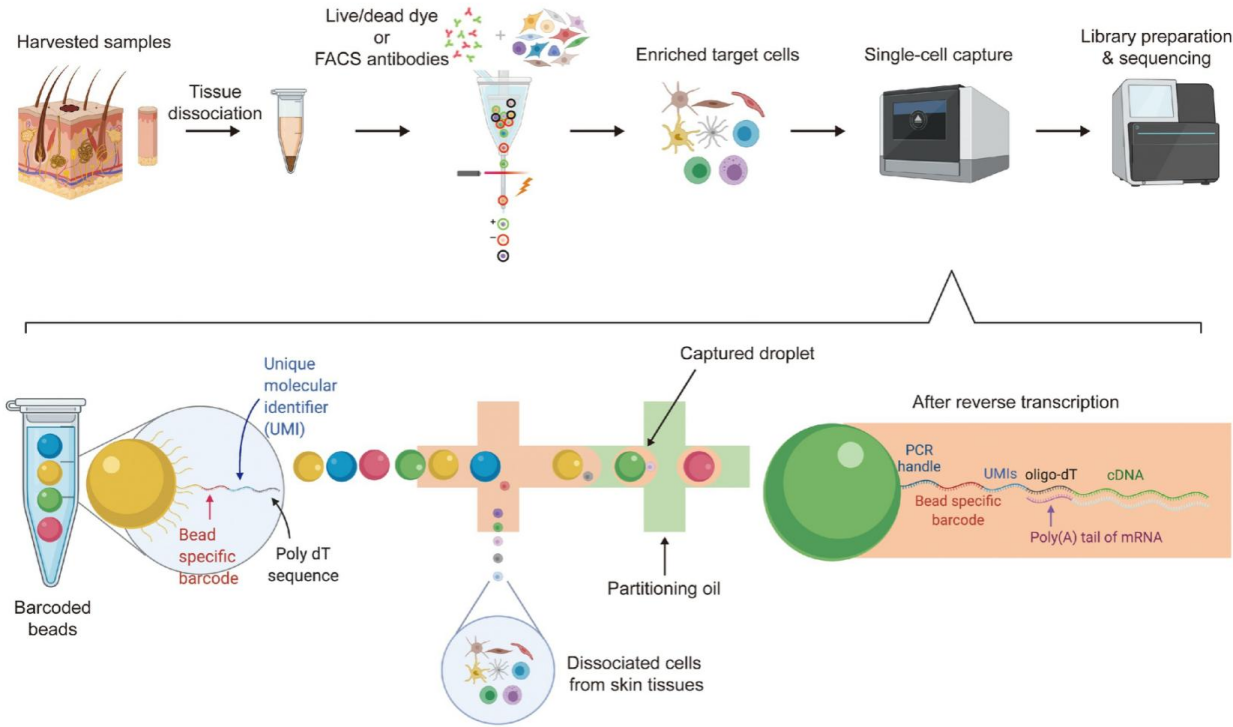 Harvested samples
Tissue
dissociation
Live/dead dye
or
FACS antibodies
+
+
−
Enriched target cells
Single-cell capture
Library preparation
& sequencing
Barcoded
beads
Unique
molecular
identifier
(UMI)
Bead
specific
barcode
Poly dT
sequence
Captured droplet
Partitioning oil
Dissociated cells
from skin tissues
After reverse transcription
PCR
handle
Bead specific
barcode
UMIs
oligo-dT
cDNA
Poly(A) tail of mRNA